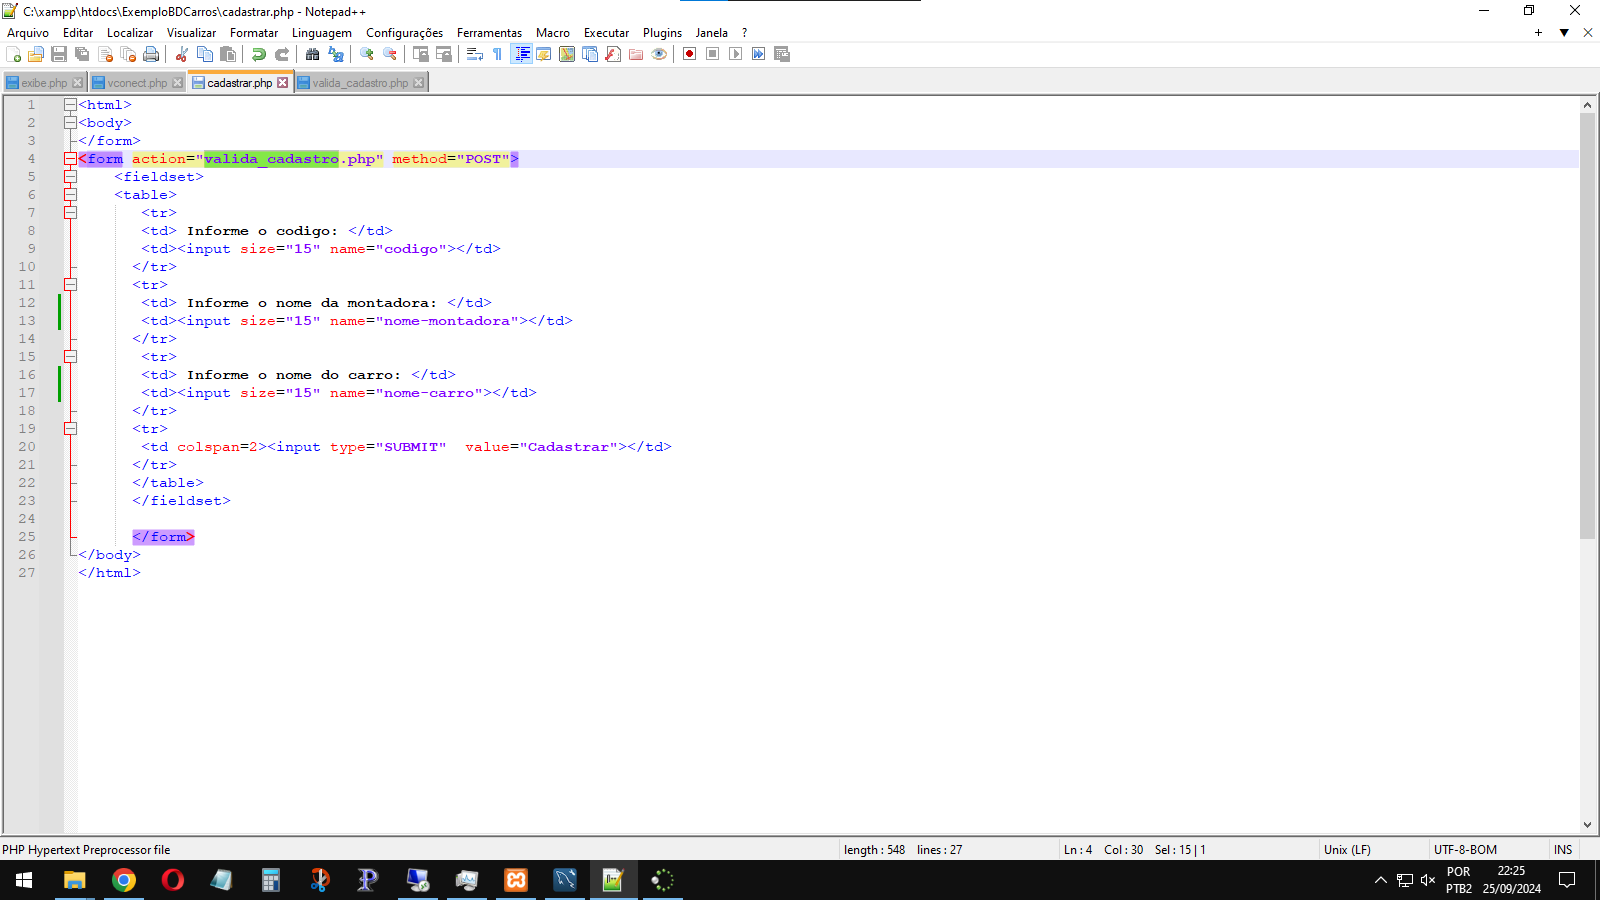 C:\xampp\htdocs\ExemploBDCarros\cadastrar.php - Notepad++
Arquivo Editar Localizar Visualizar Formatar Linguagem Configurações Ferramentas Macro Executar Plugins Janela ?
exibe.php vconect.php cadastrar.php valida_cadastro.php
1 <html>
2 <body>
3 </form>
4 <form action="valida_cadastro.php" method="POST">
5 <fieldset>
6 <table>
7 <tr>
8 <td> Informe o codigo: </td>
9 <td><input size="15" name="codigo"></td>
10 </tr>
11 <tr>
12 <td> Informe o nome da montadora: </td>
13 <td><input size="15" name="nome-montadora"></td>
14 </tr>
15 <tr>
16 <td> Informe o nome do carro: </td>
17 <td><input size="15" name="nome-carro"></td>
18 </tr>
19 <tr>
20 <td colspan=2><input type="SUBMIT"  value="Cadastrar"></td>
21 </tr>
22 </table>
23 </fieldset>
24
25 </form>
26 </body>
27 </html>
PHP Hypertext Preprocessor file length : 548 lines : 27 Ln : 4 Col : 30 Sel : 15 | 1 Unix (LF) UTF-8-BOM INS
POR 22:25
PTB2 25/09/2024